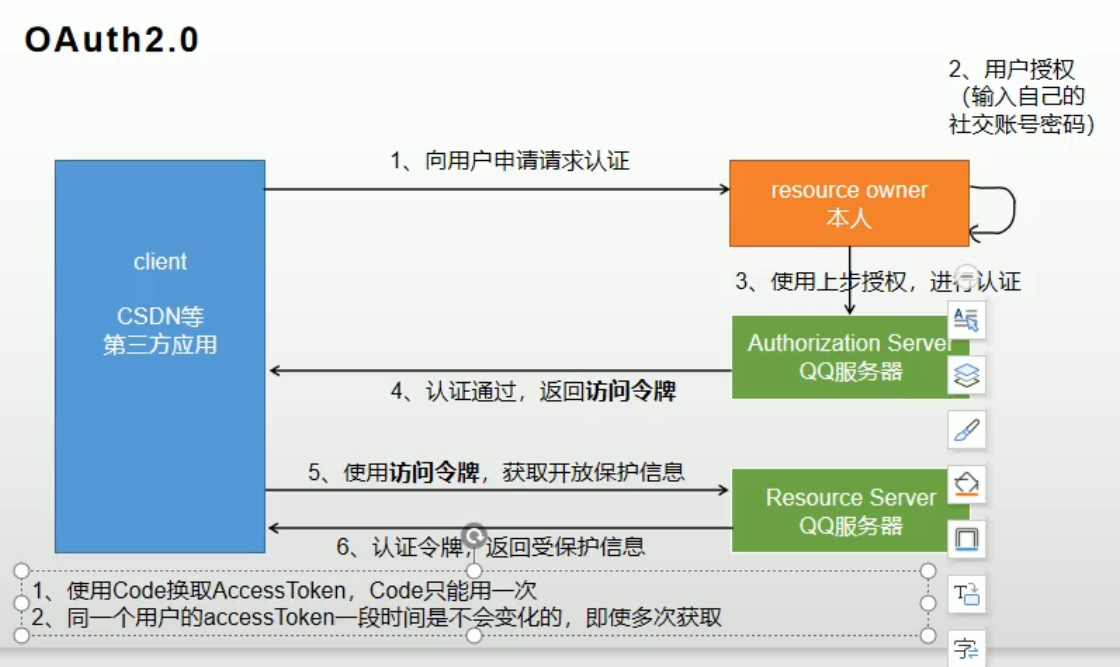 OAuth2.0
2、用户授权
（输入自己的
社交账号密码）
1、向用户申请请求认证
resource owner
本人
client
CSDN等
第三方应用
3、使用上步授权，进行认证
Authorization Server
QQ服务器
4、认证通过，返回访问令牌
5、使用访问令牌，获取开放保护信息
Resource Server
QQ服务器
6、认证令牌，返回受保护信息
1、使用Code换取AccessToken，Code只能用一次
2、同一个用户的accessToken一段时间是不会变化的，即使多次获取
A
T
字